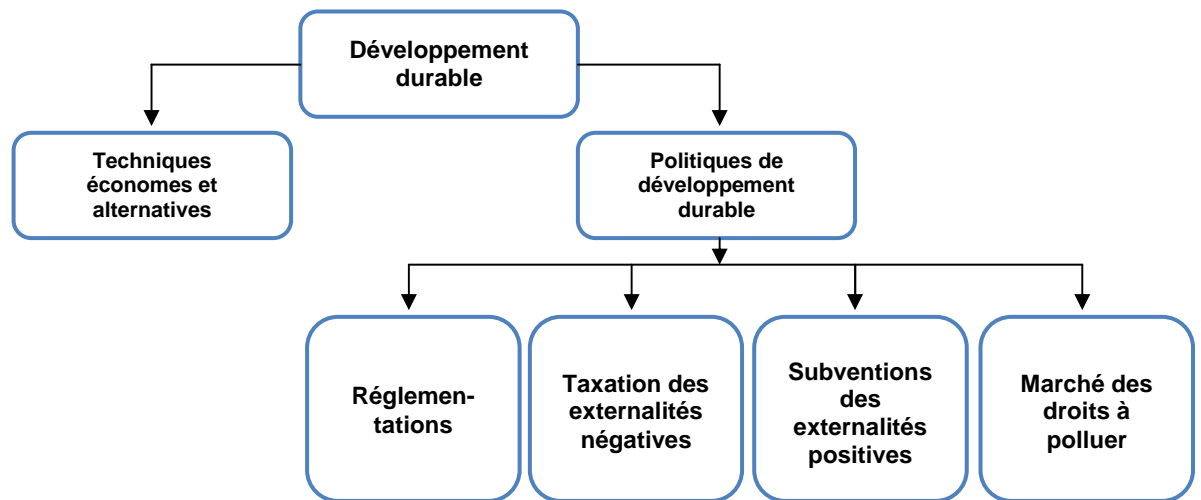 Développement
durable
Techniques
économes et
alternatives
Politiques de
développement
durable
Réglemen-
tations
Taxation des
externalités
négatives
Subventions
des
externalités
positives
Marché des
droits à
polluer